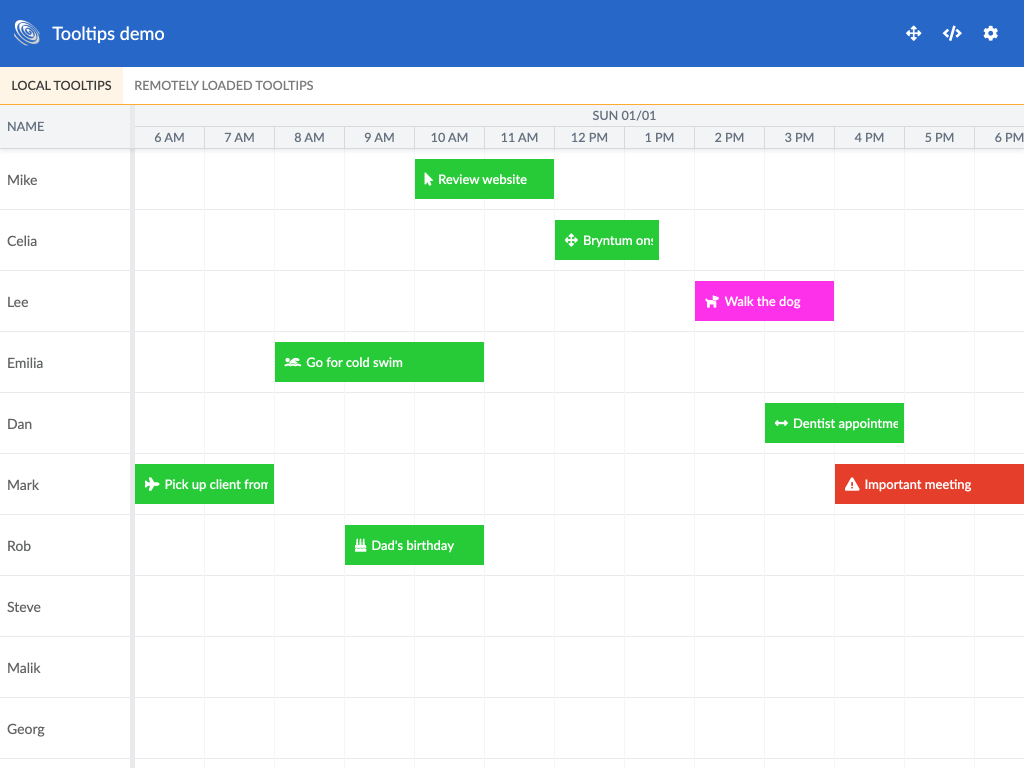 Tooltips demo
LOCAL TOOLTIPS REMOTELY LOADED TOOLTIPS
NAME
SUN 01/01
6 AM 7 AM 8 AM 9 AM 10 AM 11 AM 12 PM 1 PM 2 PM 3 PM 4 PM 5 PM 6 PM
Mike Review website
Celia Bryntum ons
Lee Walk the dog
Emilia Go for cold swim
Dan Dentist appointme
Mark Pick up client from Important meeting
Rob Dad's birthday
Steve
Malik
Georg